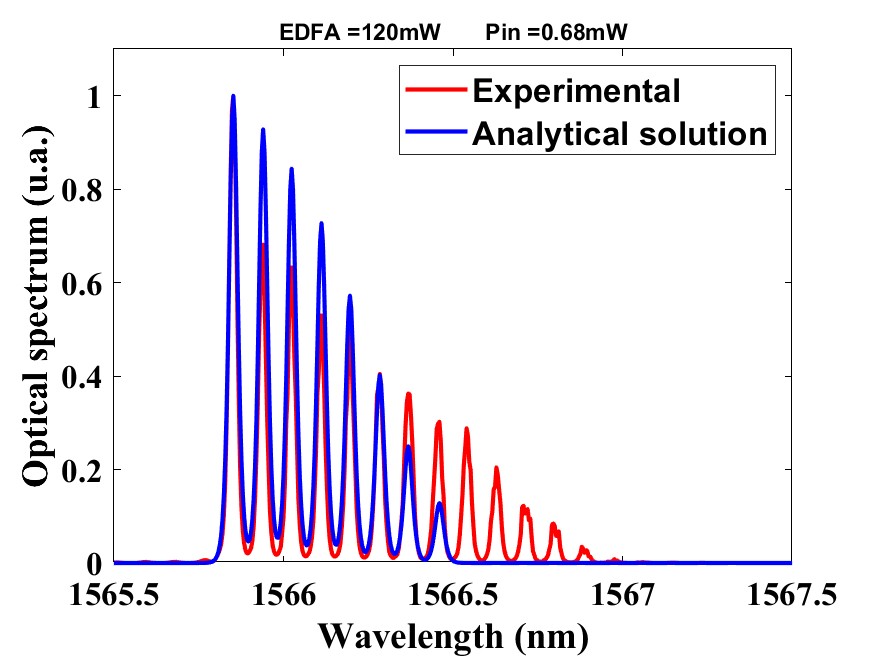 EDFA =120mW Pin =0.68mW
Experimental
Analytical solution
Optical spectrum (u.a.)
1
0.8
0.6
0.4
0.2
0
1565.5 1566 1566.5 1567 1567.5
Wavelength (nm)